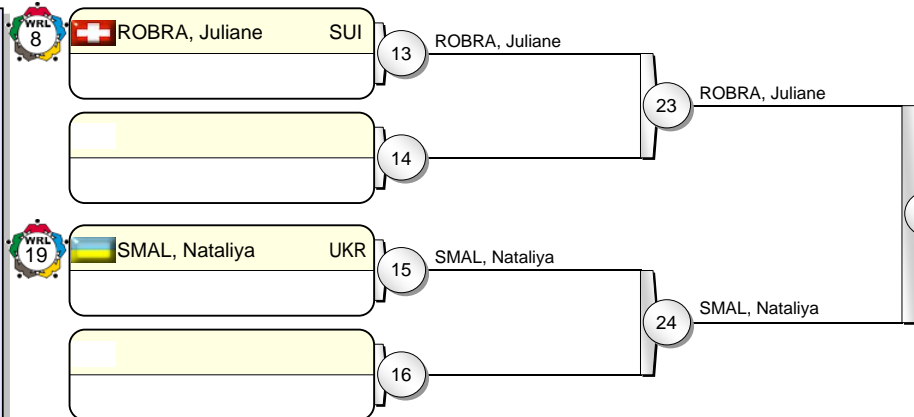 WRL
8
ROBRA, Juliane SUI
13
ROBRA, Juliane
23
ROBRA, Juliane
14
WRL
19
SMAL, Nataliya UKR
15
SMAL, Nataliya
24
SMAL, Nataliya
16